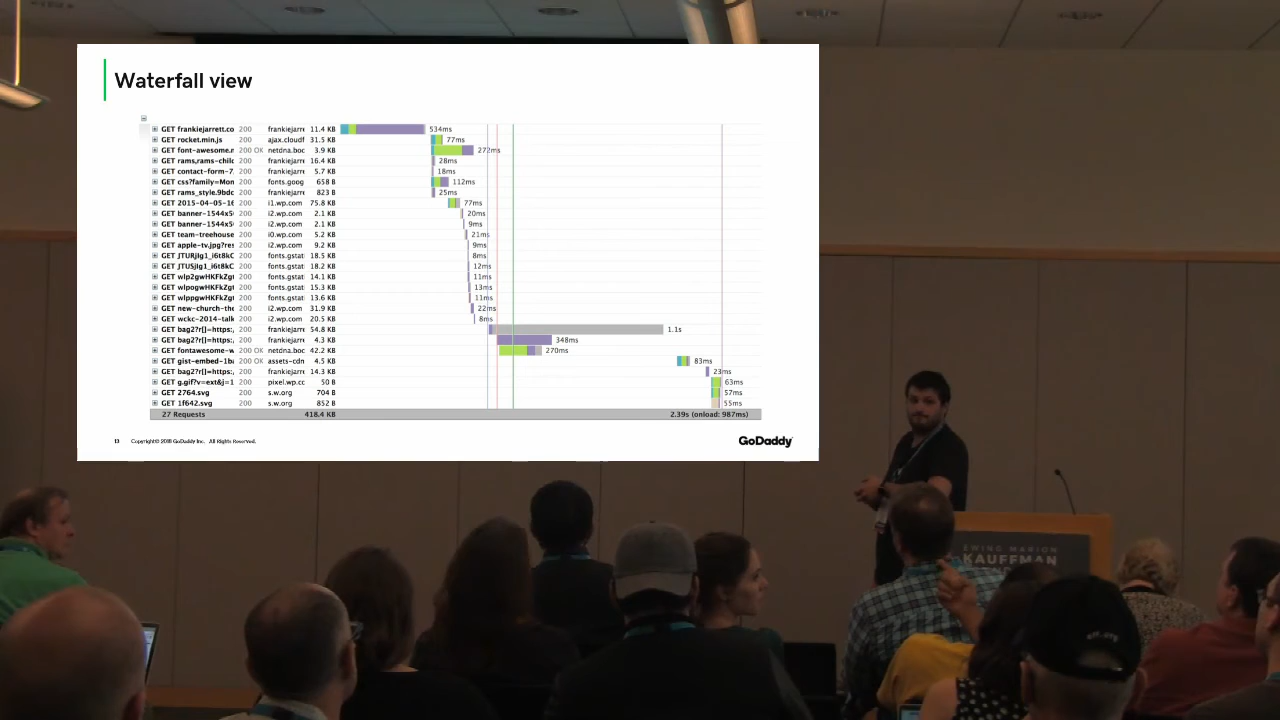 Waterfall view
GET frankiejarrett.co 200 frankiejarre 11.4 KB 534ms
GET rocket.min.js 200 ajax.cloudf 31.5 KB 77ms
GET font-awesome.n 200 OK netdna.boc 3.9 KB 272ms
GET rams,rams-chilc 200 frankiejarre 16.4 KB 28ms
GET contact-form-7. 200 frankiejarre 5.7 KB 18ms
GET css?family=Mon 200 fonts.goog 658 B 112ms
GET rams_style.9bdc 200 frankiejarre 823 B 25ms
GET 2015-04-05-16 200 i1.wp.com 75.8 KB 77ms
GET banner-1544x5 200 i2.wp.com 2.1 KB 20ms
GET banner-1544x5 200 i2.wp.com 2.1 KB 9ms
GET team-treehouse 200 i0.wp.com 5.2 KB 21ms
GET apple-tv.jpg?res 200 i2.wp.com 9.2 KB 9ms
GET JTURjIg1_i6t8kC 200 fonts.gstati 18.5 KB 8ms
GET JTUSjIg1_i6t8kC 200 fonts.gstati 18.2 KB 12ms
GET wlp2gwHKFkZgt 200 fonts.gstati 14.1 KB 11ms
GET wlpogwHKFkZgt 200 fonts.gstati 15.3 KB 13ms
GET wlppgwHKFkZgt 200 fonts.gstati 13.6 KB 11ms
GET new-church-the 200 i2.wp.com 31.9 KB 22ms
GET wckc-2014-talk 200 i2.wp.com 20.5 KB 8ms
GET bag2?r[]=https:, 200 frankiejarre 54.8 KB 1.1s
GET bag2?r[]=https:, 200 frankiejarre 4.3 KB 348ms
GET fontawesome-w 200 OK netdna.boc 42.2 KB 270ms
GET gist-embed-1b 200 OK assets-cdn 4.5 KB 83ms
GET bag2?r[]=https:, 200 frankiejarre 14.3 KB 23ms
GET g.gif?v=ext&j=1 200 pixel.wp.cc 50 B 63ms
GET 2764.svg 200 s.w.org 704 B 57ms
GET 1f642.svg 200 s.w.org 852 B 55ms
27 Requests 418.4 KB 2.39s (onload: 987ms)
13 Copyright© 2018 GoDaddy Inc. All Rights Reserved. GoDaddy
EWING MARION
KAUFFMAN